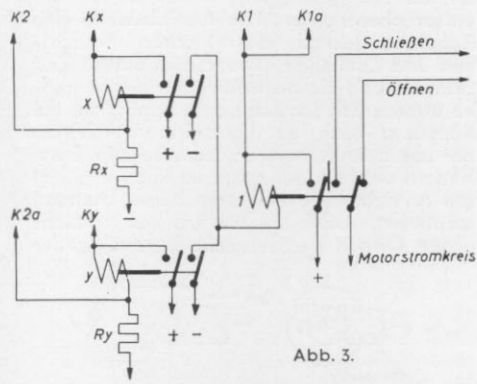 K2 Kx K1 K1a
Schließen
Öffnen
x
+ -
Rx
-
K2a Ky
1
y
+
Motorstromkreis
+ -
Ry
Abb. 3.